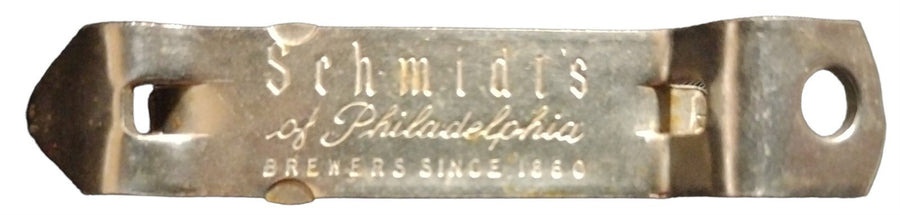 Schmidt's
of Philadelphia
BREWERS SINCE 1860